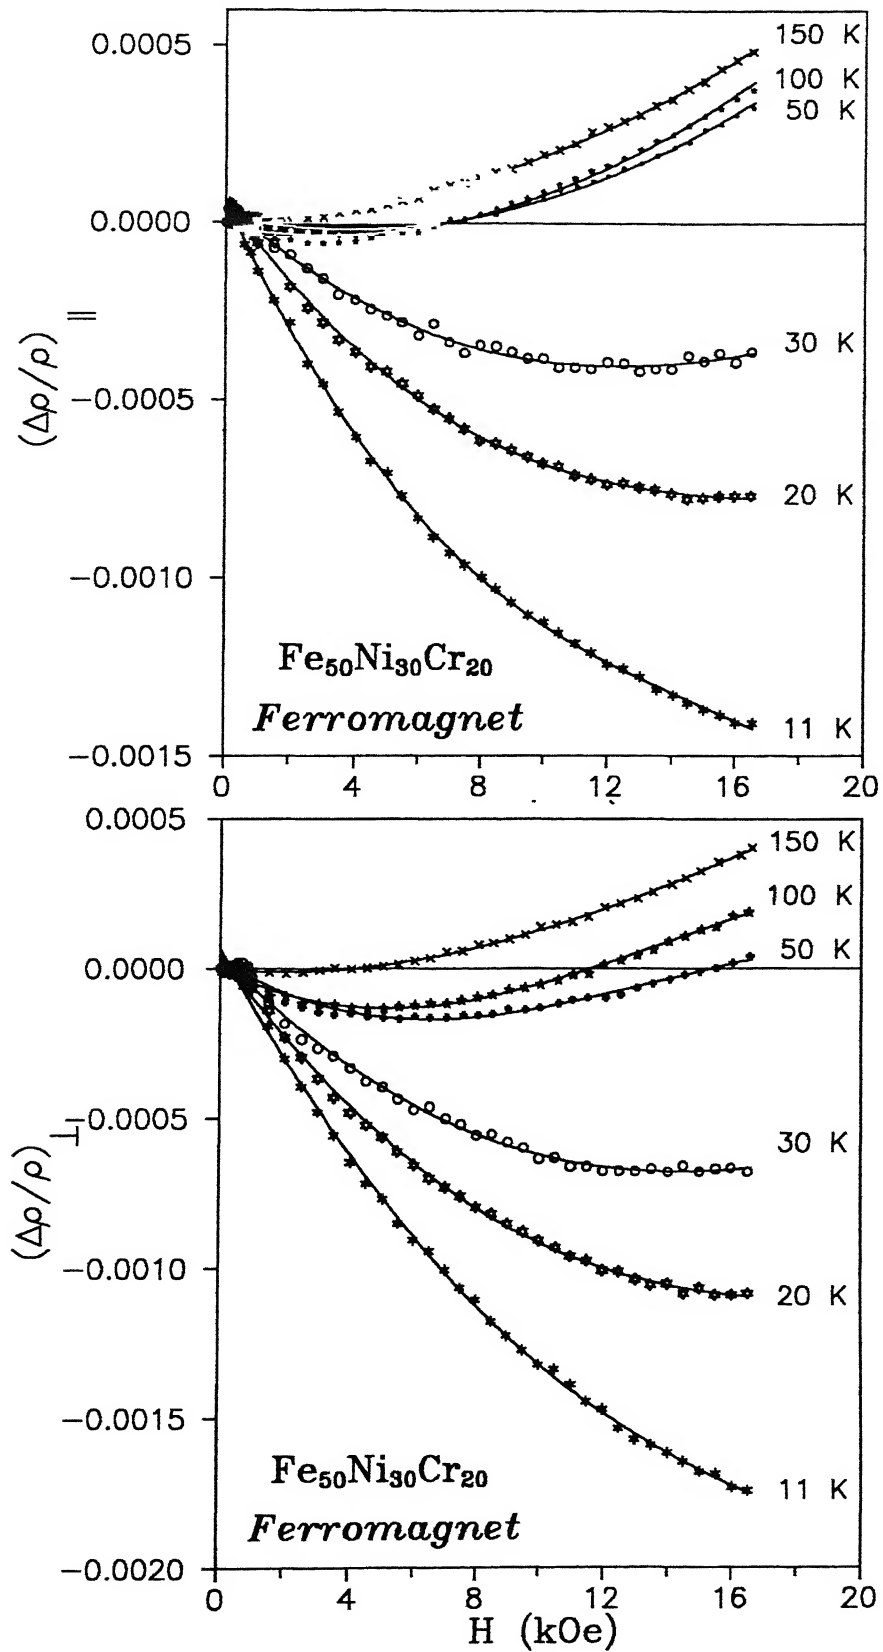 0.0005
0.0000
−0.0005
−0.0010
−0.0015
(Δρ/ρ) ∥
150 K
100 K
50 K
30 K
20 K
11 K
Fe₅₀Ni₃₀Cr₂₀
Ferromagnet
0 4 8 12 16 20
0.0005
0.0000
−0.0005
−0.0010
−0.0015
−0.0020
(Δρ/ρ) ⊥
150 K
100 K
50 K
30 K
20 K
11 K
Fe₅₀Ni₃₀Cr₂₀
Ferromagnet
0 4 8 12 16 20
H (kOe)